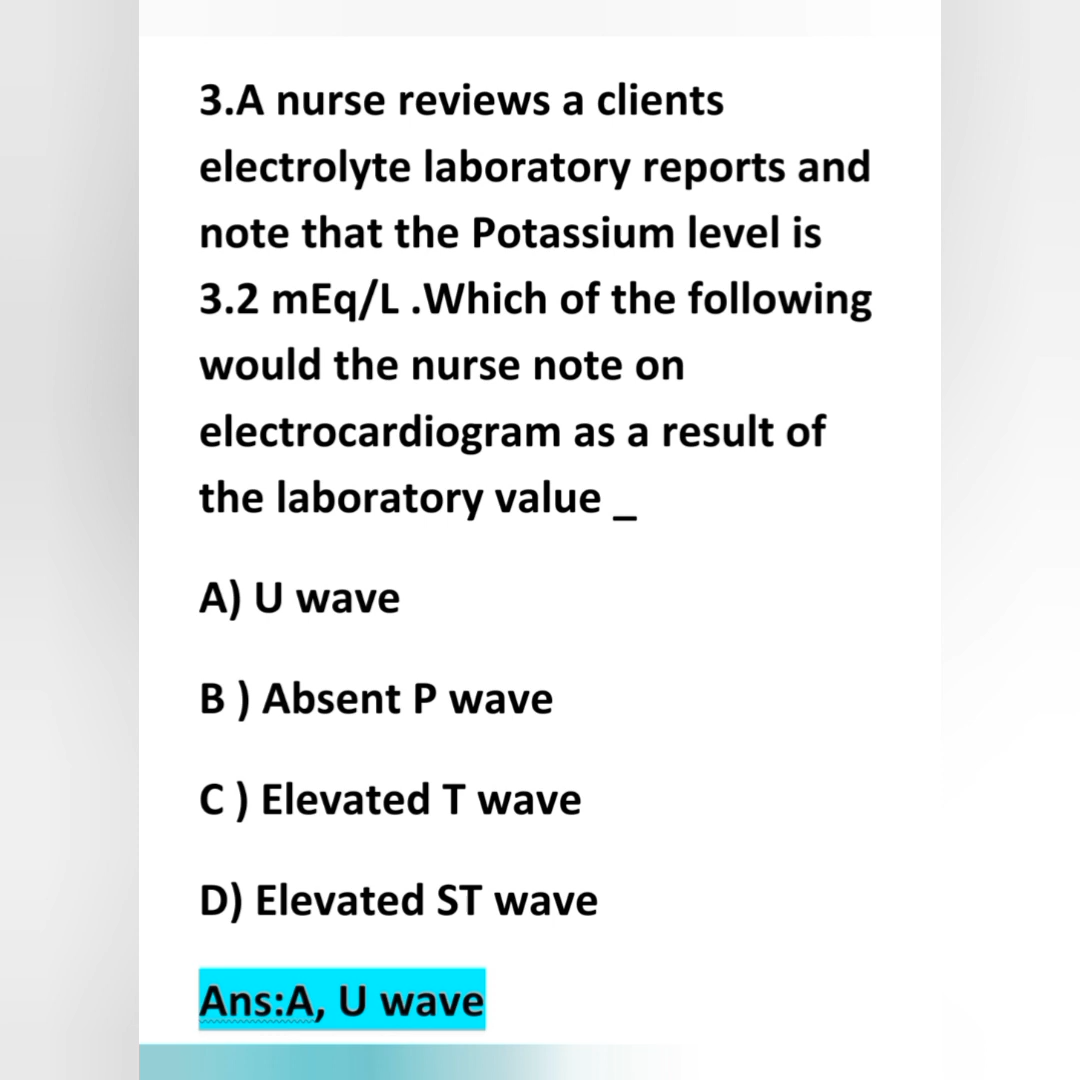 3.A nurse reviews a clients
electrolyte laboratory reports and
note that the Potassium level is
3.2 mEq/L .Which of the following
would the nurse note on
electrocardiogram as a result of
the laboratory value _
A) U wave
B ) Absent P wave
C ) Elevated T wave
D) Elevated ST wave
Ans:A, U wave